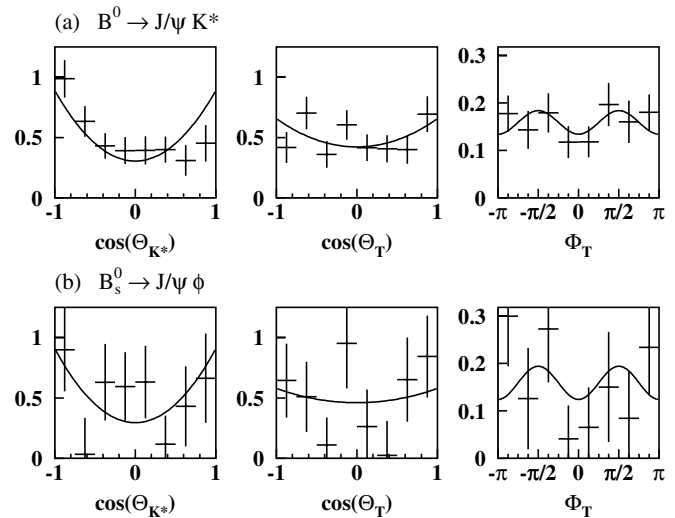 (a) B⁰ → J/ψ K*
1 0.5 0
-1 0 1
cos(Θ_K*)
1 0.5 0
-1 0 1
cos(Θ_T)
0.3 0.2 0.1 0
-π -π/2 0 π/2 π
Φ_T
(b) B_s⁰ → J/ψ φ
1 0.5 0
-1 0 1
cos(Θ_K*)
1 0.5 0
-1 0 1
cos(Θ_T)
0.3 0.2 0.1 0
-π -π/2 0 π/2 π
Φ_T